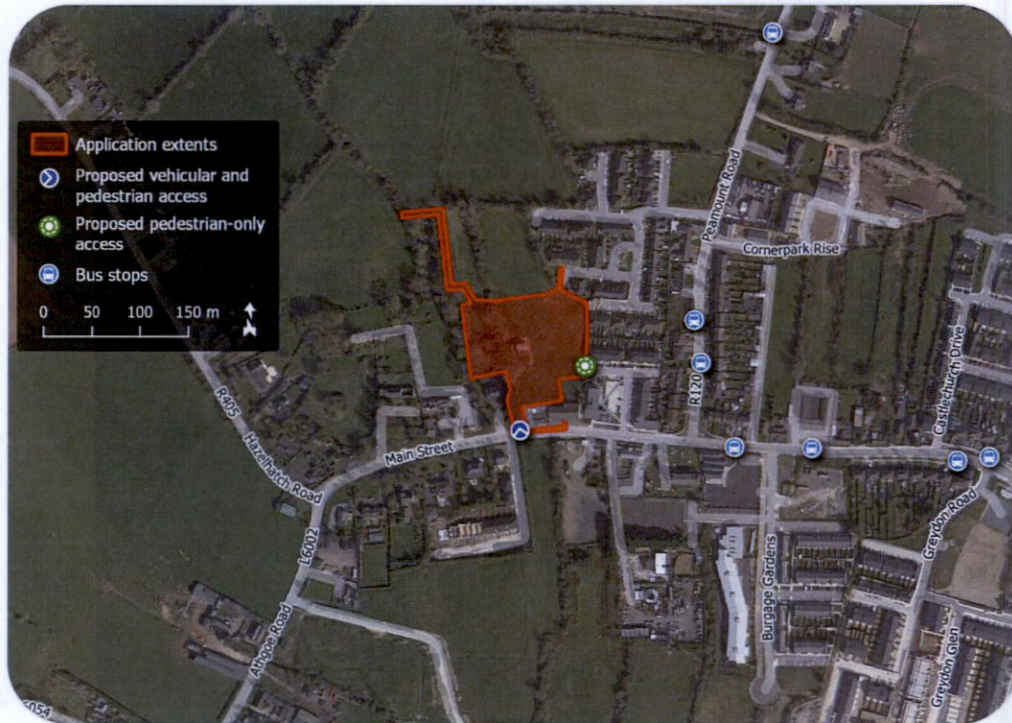 Application extents
Proposed vehicular and
pedestrian access
Proposed pedestrian-only
access
Bus stops
0 50 100 150 m
Peamount Road
Cornerpark Rise
R120
Castlechurch Drive
R405
Hazelhatch Road
Main Street
L6002
Athgoe Road
Burgage Gardens
Greydon Road
Greydon Glen